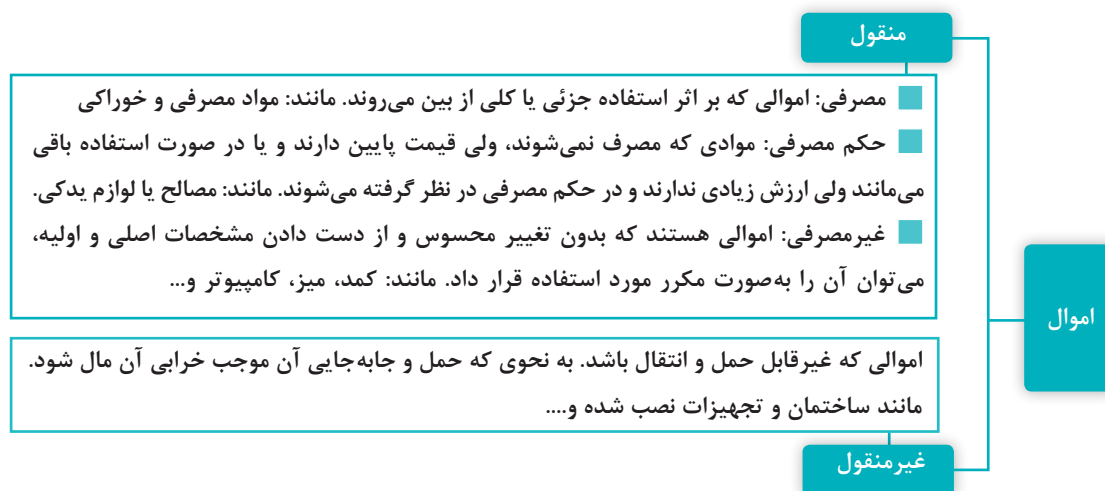 منقول
مصرفی: اموالی که بر اثر استفاده جزئی یا کلی از بین می‌روند. مانند: مواد مصرفی و خوراکی
حکم مصرفی: موادی که مصرف نمی‌شوند، ولی قیمت پایین دارند و یا در صورت استفاده باقی
می‌مانند ولی ارزش زیادی ندارند و در حکم مصرفی در نظر گرفته می‌شوند. مانند: مصالح یا لوازم یدکی.
غیرمصرفی: اموالی هستند که بدون تغییر محسوس و از دست دادن مشخصات اصلی و اولیه،
می‌توان آن را به‌صورت مکرر مورد استفاده قرار داد. مانند: کمد، میز، کامپیوتر و...
اموال
اموالی که غیرقابل حمل و انتقال باشد. به نحوی که حمل و جابه‌جایی آن موجب خرابی آن مال شود.
مانند ساختمان و تجهیزات نصب شده و....
غیرمنقول